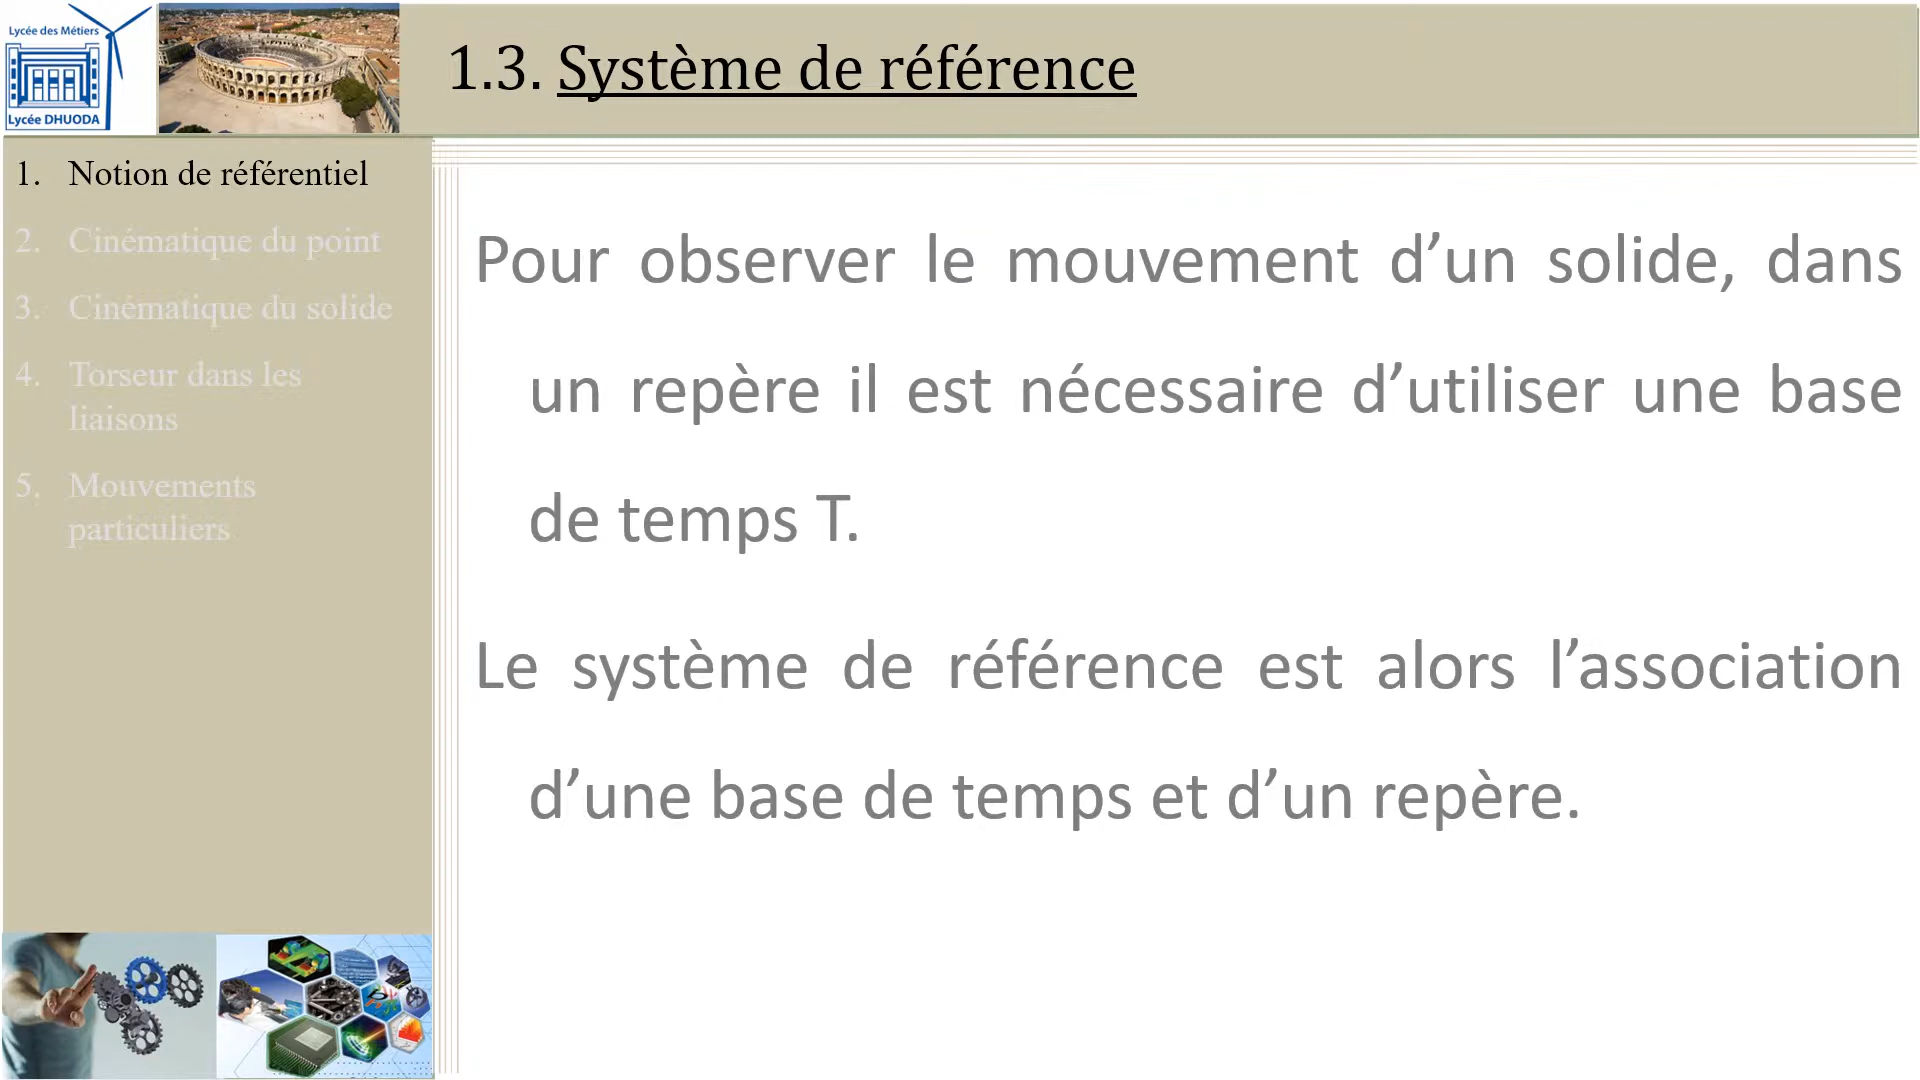 Lycée des Métiers
Lycée DHUODA
1.3. Système de référence
1. Notion de référentiel
2. Cinématique du point
3. Cinématique du solide
4. Torseur dans les
liaisons
5. Mouvements
particuliers
Pour observer le mouvement d’un solide, dans
un repère il est nécessaire d’utiliser une base
de temps T.
Le système de référence est alors l’association
d’une base de temps et d’un repère.